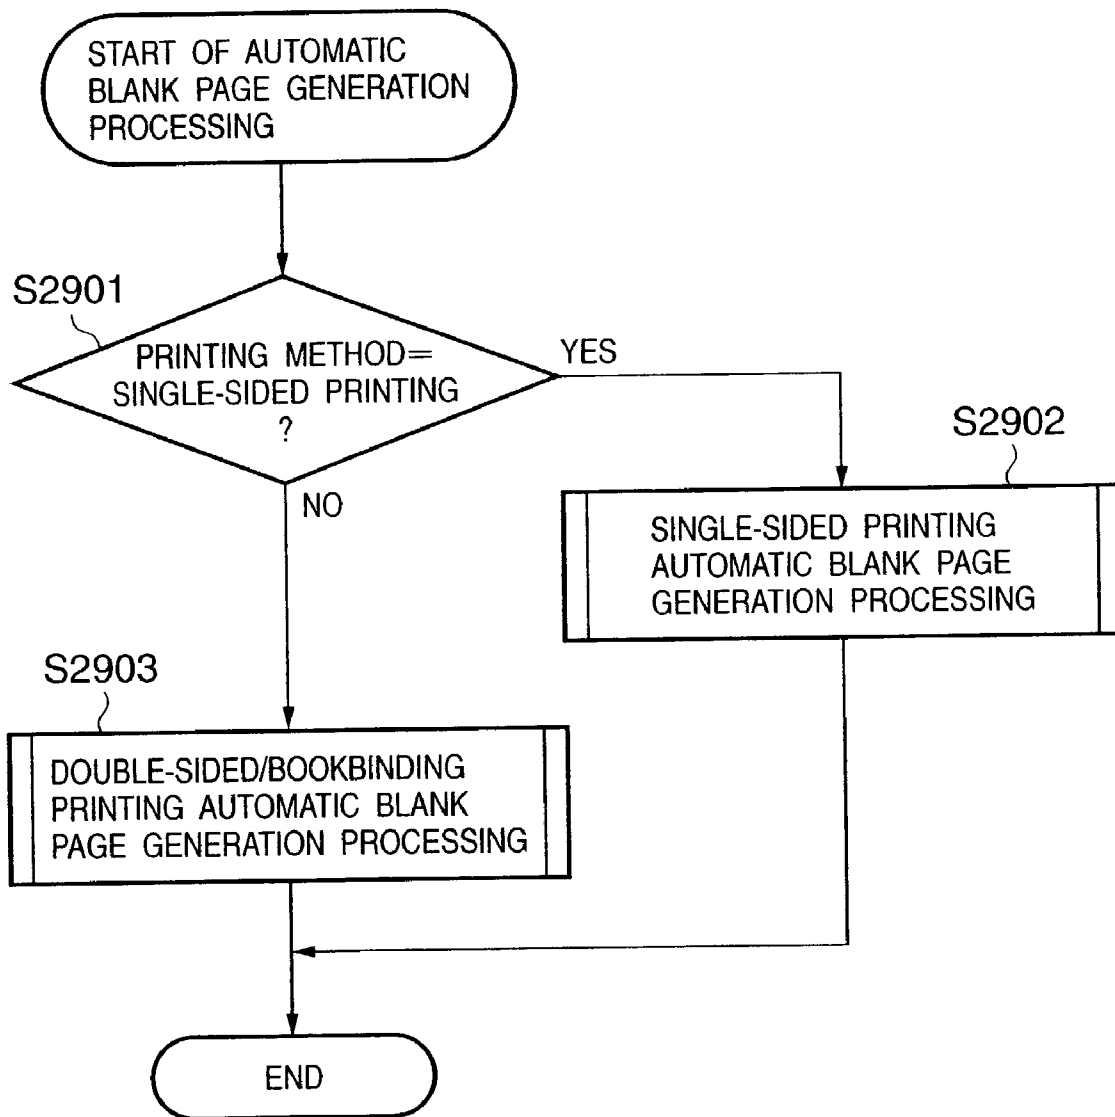 START OF AUTOMATIC
BLANK PAGE GENERATION
PROCESSING
S2901
PRINTING METHOD=
SINGLE-SIDED PRINTING
?
YES
NO
S2902
SINGLE-SIDED PRINTING
AUTOMATIC BLANK PAGE
GENERATION PROCESSING
S2903
DOUBLE-SIDED/BOOKBINDING
PRINTING AUTOMATIC BLANK
PAGE GENERATION PROCESSING
END